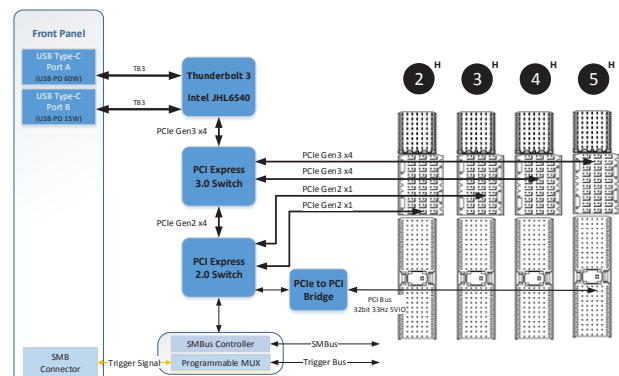 Front Panel
USB Type-C
Port A
(USB-PD 60W)
USB Type-C
Port B
(USB-PD 15W)
TB3
TB3
Thunderbolt 3
Intel JHL6540
PCIe Gen3 x4
PCI Express
3.0 Switch
PCIe Gen2 x4
PCI Express
2.0 Switch
PCIe to PCI
Bridge
2 H
3 H
4 H
5 H
PCIe Gen3 x4
PCIe Gen3 x4
PCIe Gen2 x1
PCIe Gen2 x1
PCI Bus
32bit 33Hz 5VIO
SMBus Controller
SMBus
Programmable MUX
Trigger Bus
SMB
Connector
Trigger Signal